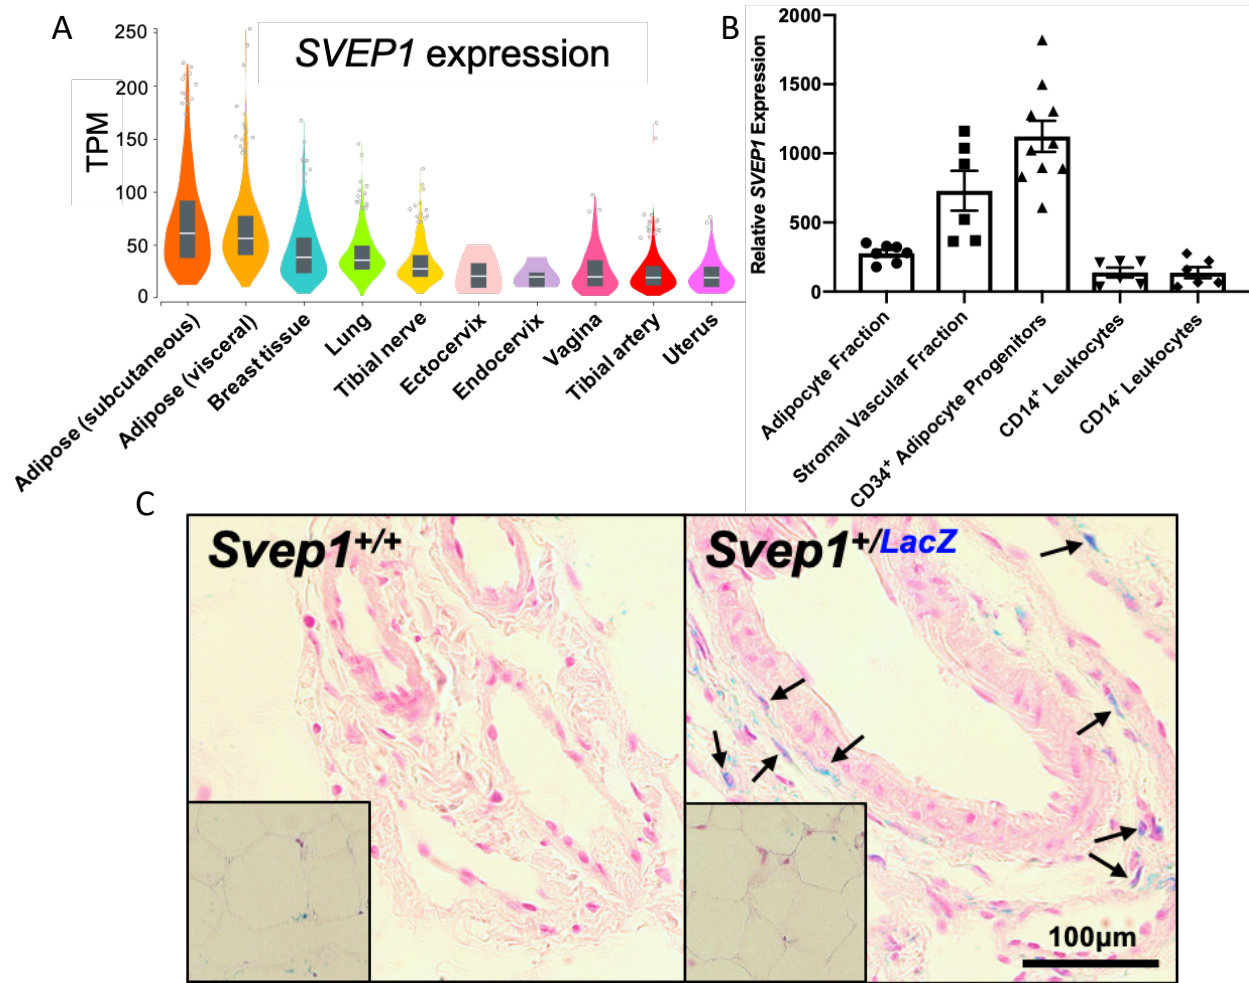 A
SVEP1 expression
TPM
250
200
150
100
50
0
Adipose (subcutaneous)
Adipose (visceral)
Breast tissue
Lung
Tibial nerve
Ectocervix
Endocervix
Vagina
Tibial artery
Uterus
B
Relative SVEP1 Expression
2000
1500
1000
500
0
Adipocyte Fraction
Stromal Vascular Fraction
CD34⁺ Adipocyte Progenitors
CD14⁺ Leukocytes
CD14⁻ Leukocytes
C
Svep1⁺/⁺
Svep1⁺/LacZ
100μm